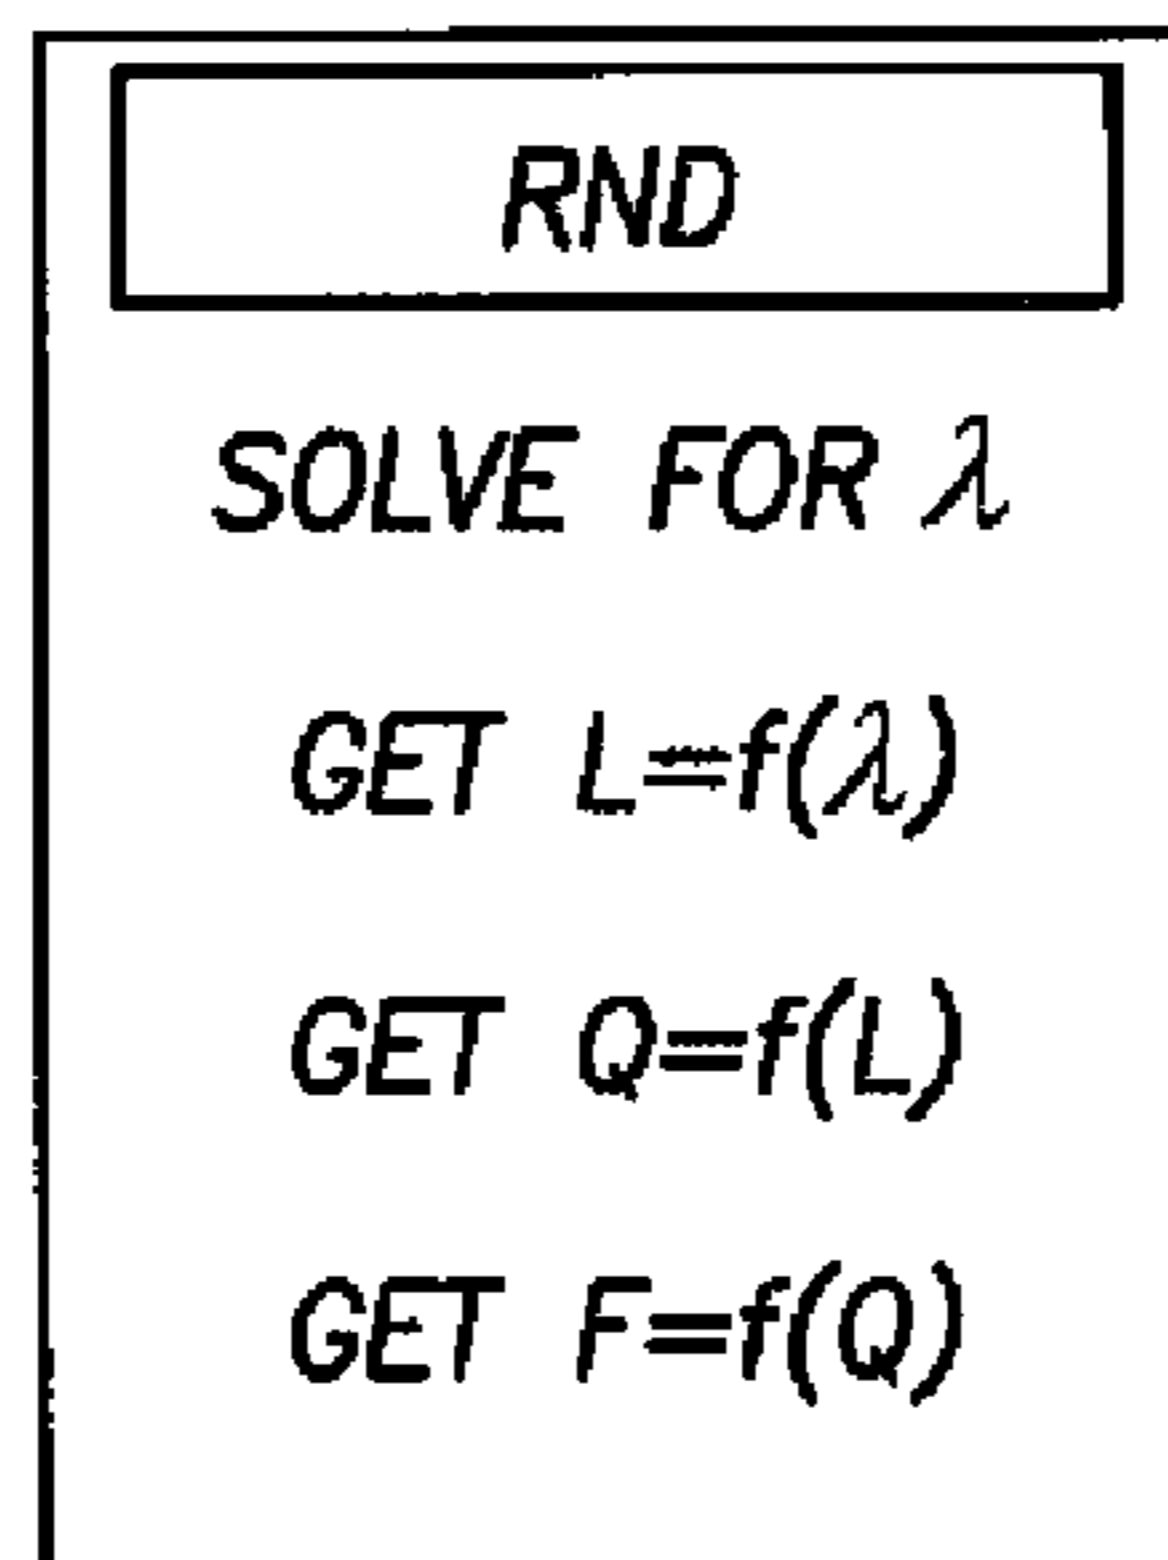 RND
SOLVE FOR λ
GET L=f(λ)
GET Q=f(L)
GET F=f(Q)